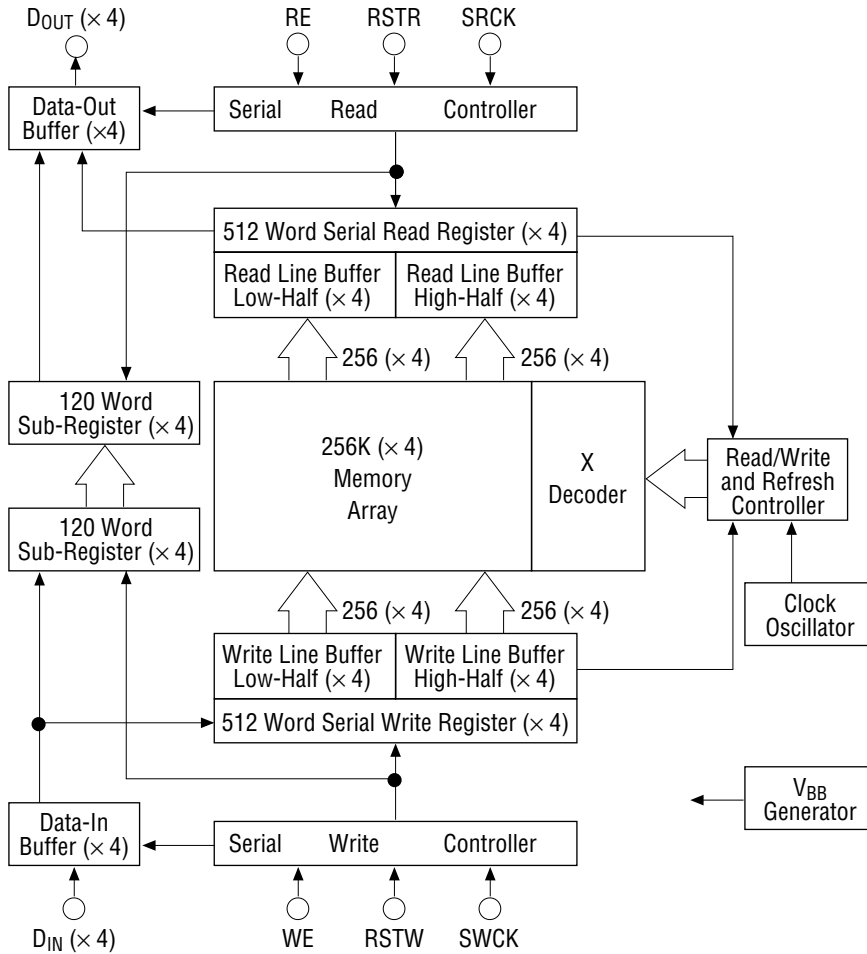 DOUT (× 4)
RE
RSTR
SRCK
Data-Out
Buffer (×4)
Serial Read Controller
512 Word Serial Read Register (× 4)
Read Line Buffer
Low-Half (× 4)
Read Line Buffer
High-Half (× 4)
256 (× 4)
256 (× 4)
120 Word
Sub-Register (× 4)
256K (× 4)
Memory
Array
X
Decoder
Read/Write
and Refresh
Controller
120 Word
Sub-Register (× 4)
256 (× 4)
256 (× 4)
Clock
Oscillator
Write Line Buffer
Low-Half (× 4)
Write Line Buffer
High-Half (× 4)
512 Word Serial Write Register (× 4)
VBB
Generator
Data-In
Buffer (× 4)
Serial Write Controller
DIN (× 4)
WE
RSTW
SWCK